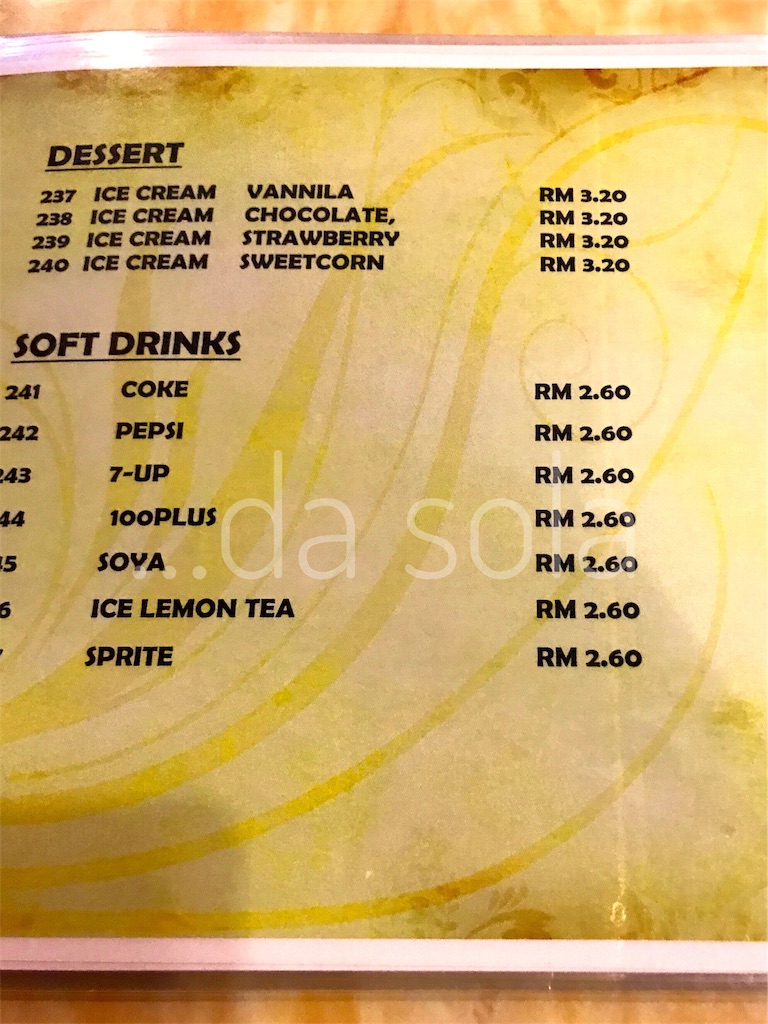 DESSERT
237 ICE CREAM VANNILA RM 3.20
238 ICE CREAM CHOCOLATE, RM 3.20
239 ICE CREAM STRAWBERRY RM 3.20
240 ICE CREAM SWEETCORN RM 3.20
SOFT DRINKS
241 COKE RM 2.60
242 PEPSI RM 2.60
243 7-UP RM 2.60
44 100PLUS RM 2.60
...da sola
45 SOYA RM 2.60
6 ICE LEMON TEA RM 2.60
SPRITE RM 2.60